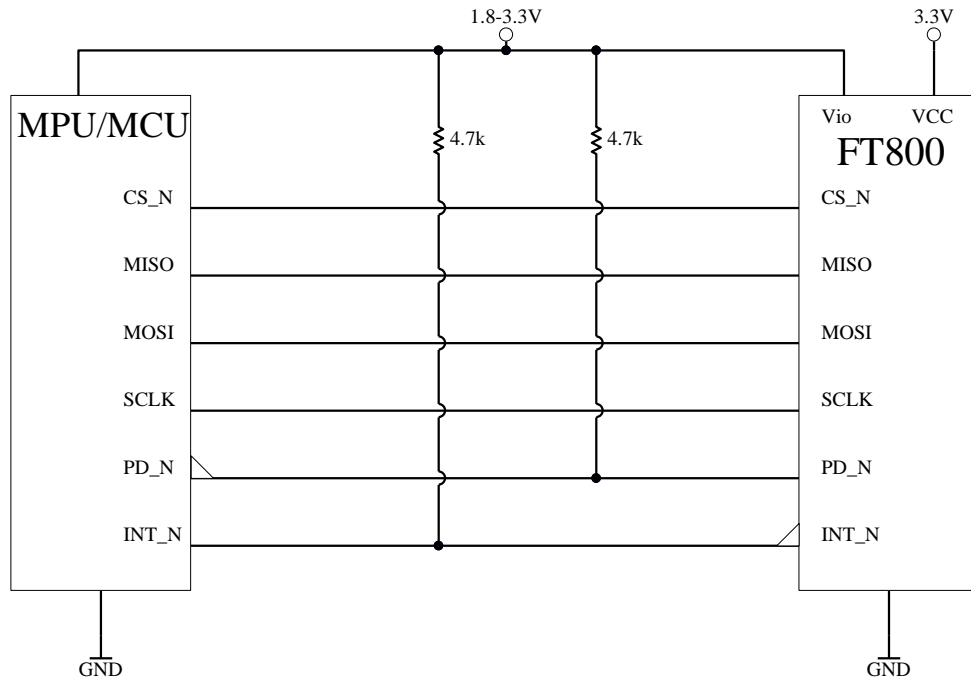 1.8-3.3V 3.3V
MPU/MCU 4.7k 4.7k Vio VCC
FT800
CS_N CS_N
MISO MISO
MOSI MOSI
SCLK SCLK
PD_N PD_N
INT_N INT_N
GND GND